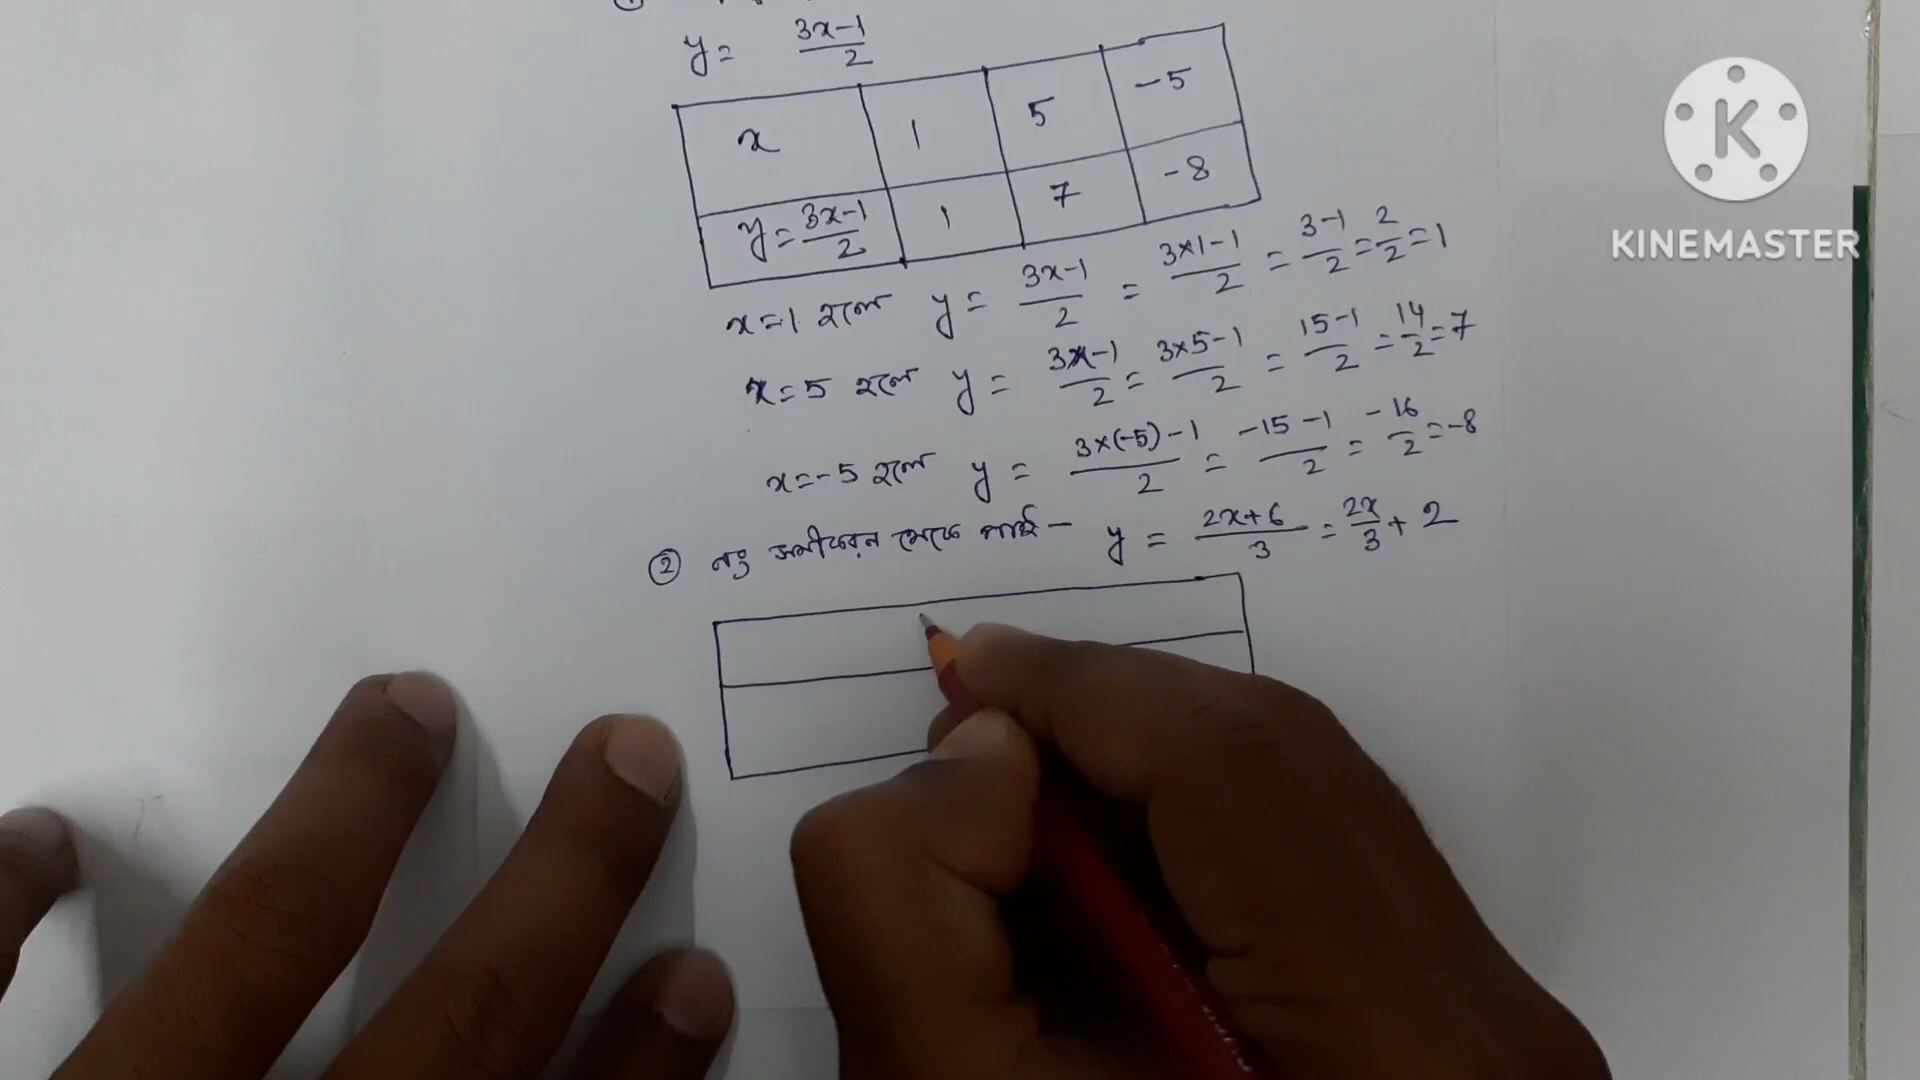 y = 3x-1/2
x 1 5 -5
y = 3x-1/2 1 7 -8
x=1 হলে y = 3x-1/2 = 3×1-1/2 = 3-1/2 = 2/2 = 1
x=5 হলে y = 3x-1/2 = 3×5-1/2 = 15-1/2 = 14/2 = 7
x=-5 হলে y = 3×(-5)-1/2 = -15-1/2 = -16/2 = -8
② নং সমীকরন থেকে পাই- y = 2x+6/3 = 2x/3 + 2
K
KINEMASTER